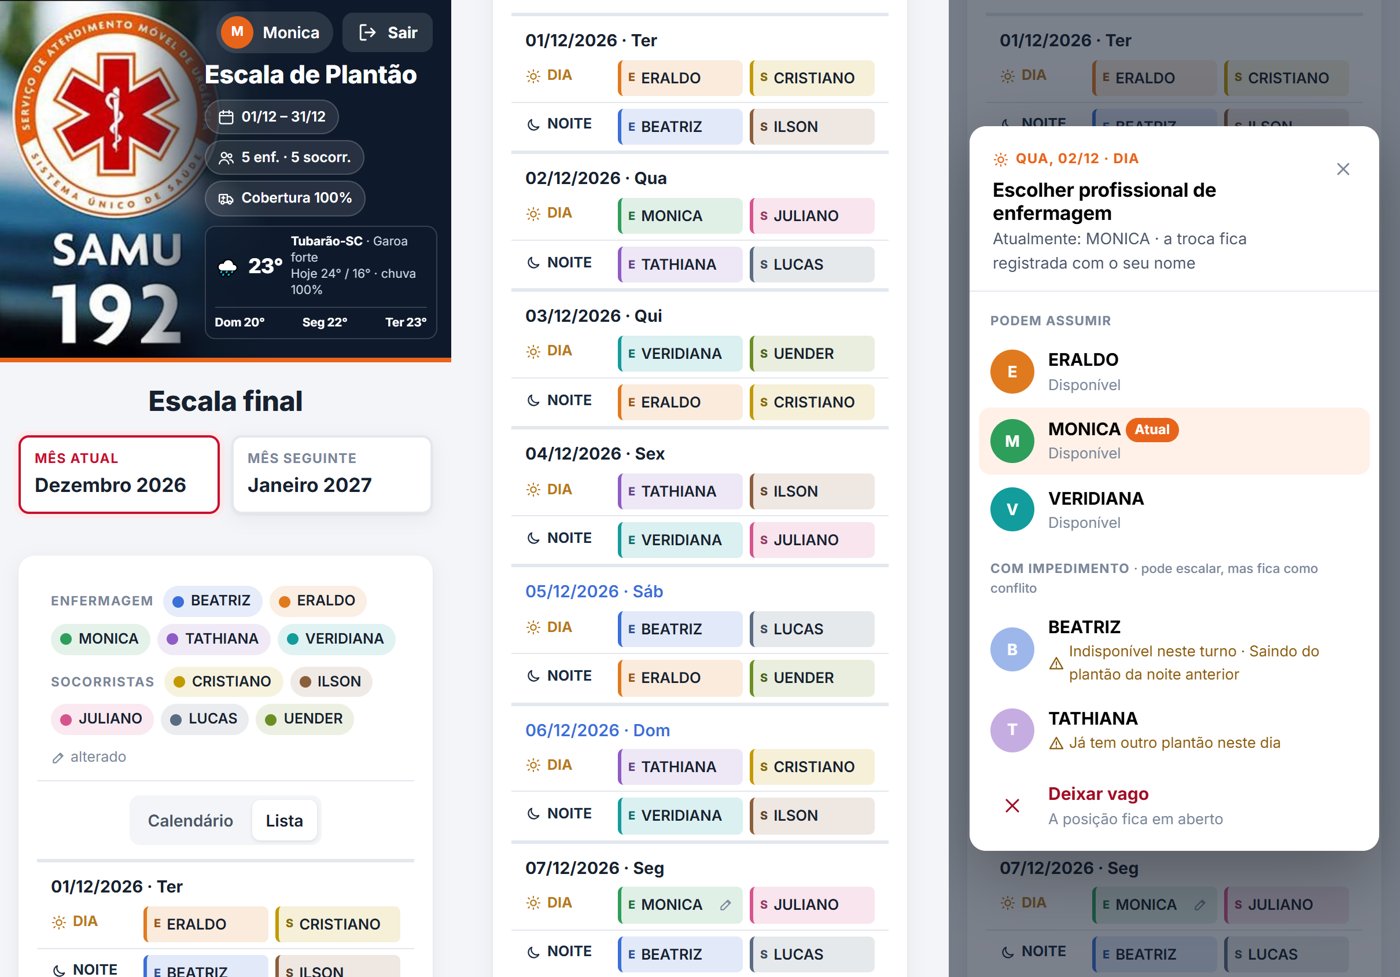 SERVIÇO DE ATENDIMENTO MÓVEL DE URGÊNCIA
SISTEMA ÚNICO DE SAÚDE
SAMU
192
M Monica
Sair
Escala de Plantão
01/12 – 31/12
5 enf. · 5 socorr.
Cobertura 100%
23°
Tubarão-SC · Garoa
forte
Hoje 24° / 16° · chuva
100%
Dom 20° Seg 22° Ter 23°
Escala final
MÊS ATUAL
Dezembro 2026
MÊS SEGUINTE
Janeiro 2027
ENFERMAGEM BEATRIZ ERALDO
MONICA TATHIANA VERIDIANA
SOCORRISTAS CRISTIANO ILSON
JULIANO LUCAS UENDER
alterado
Calendário Lista
01/12/2026 · Ter
DIA E ERALDO S CRISTIANO
NOITE E BEATRIZ S ILSON
01/12/2026 · Ter
DIA E ERALDO S CRISTIANO
NOITE E BEATRIZ S ILSON
02/12/2026 · Qua
DIA E MONICA S JULIANO
NOITE E TATHIANA S LUCAS
03/12/2026 · Qui
DIA E VERIDIANA S UENDER
NOITE E ERALDO S CRISTIANO
04/12/2026 · Sex
DIA E TATHIANA S ILSON
NOITE E VERIDIANA S JULIANO
05/12/2026 · Sáb
DIA E BEATRIZ S LUCAS
NOITE E ERALDO S UENDER
06/12/2026 · Dom
DIA E TATHIANA S CRISTIANO
NOITE E VERIDIANA S ILSON
07/12/2026 · Seg
DIA E MONICA S JULIANO
NOITE E BEATRIZ S LUCAS
01/12/2026 · Ter
DIA E ERALDO S CRISTIANO
NOITE E BEATRIZ S ILSON
QUA, 02/12 · DIA
Escolher profissional de
enfermagem
Atualmente: MONICA · a troca fica
registrada com o seu nome
PODEM ASSUMIR
E ERALDO
Disponível
M MONICA Atual
Disponível
V VERIDIANA
Disponível
COM IMPEDIMENTO · pode escalar, mas fica como
conflito
B BEATRIZ
Indisponível neste turno · Saindo do
plantão da noite anterior
T TATHIANA
Já tem outro plantão neste dia
Deixar vago
A posição fica em aberto
07/12/2026 · Seg
DIA E MONICA S JULIANO
NOITE E BEATRIZ S LUCAS